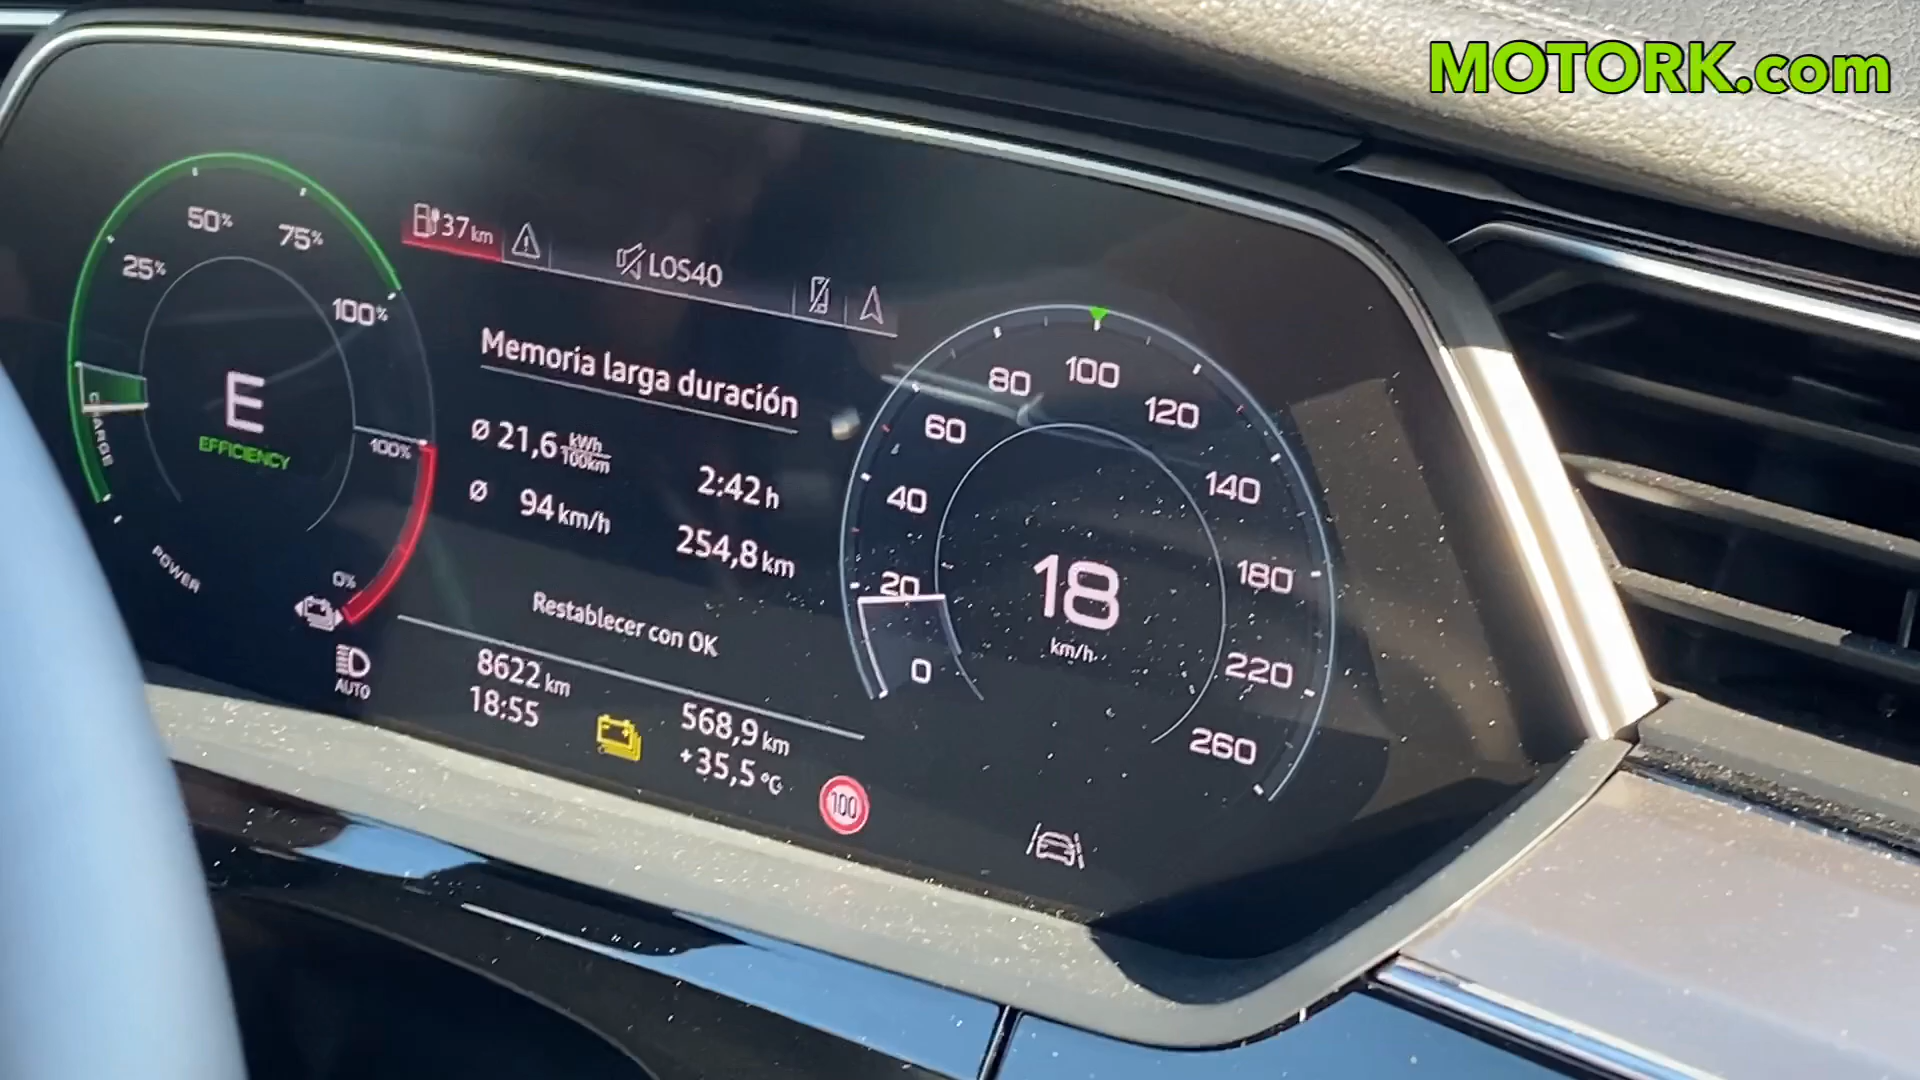 MOTORK.com
25%
50%
75%
100%
CHARGE
E
EFFICIENCY
POWER
100%
0%
AUTO
37 km
LOS40
Memoria larga duración
Ø 21,6 kWh/100km
2:42 h
Ø 94 km/h
254,8 km
Restablecer con OK
8622 km
568,9 km
18:55
+35,5 °C
100
0
20
40
60
80
100
120
140
180
220
260
18
km/h